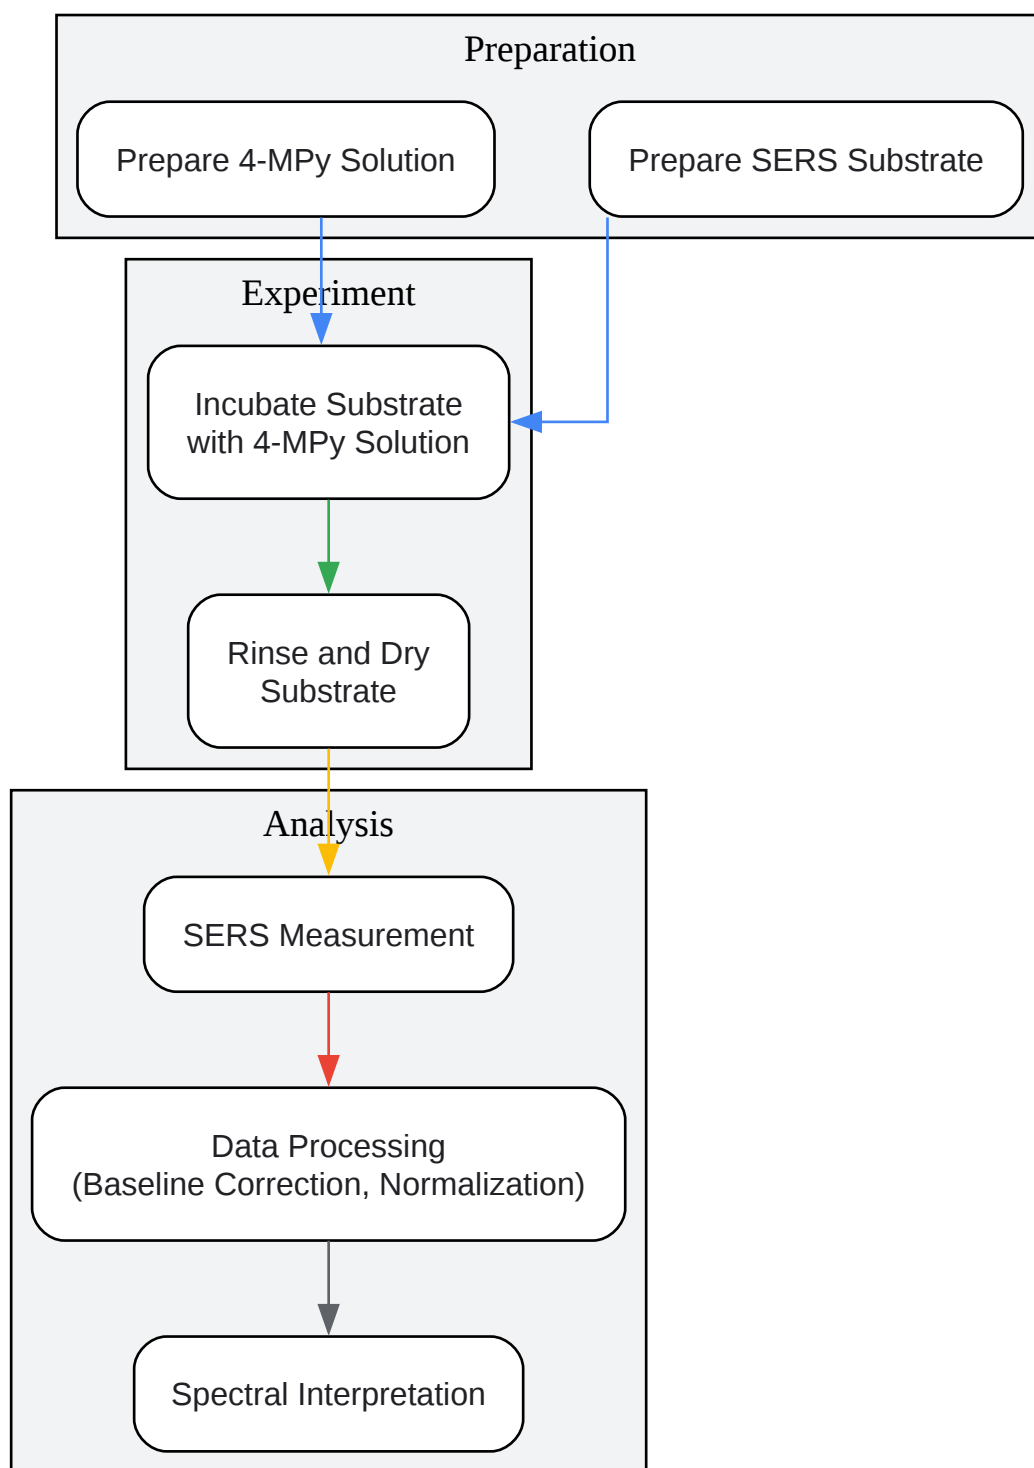 Preparation
Prepare 4-MPy Solution
Prepare SERS Substrate
Experiment
Incubate Substrate
with 4-MPy Solution
Rinse and Dry
Substrate
Analysis
SERS Measurement
Data Processing
(Baseline Correction, Normalization)
Spectral Interpretation